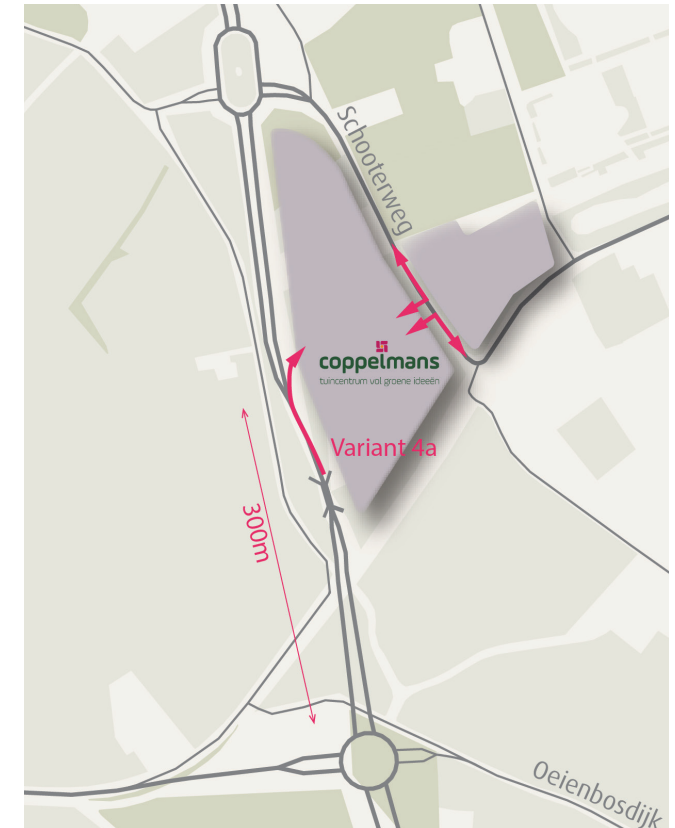 Schooterweg
coppelmans
tuincentrum vol groene ideeën
Variant 4a
300m
Oeienbosdijk